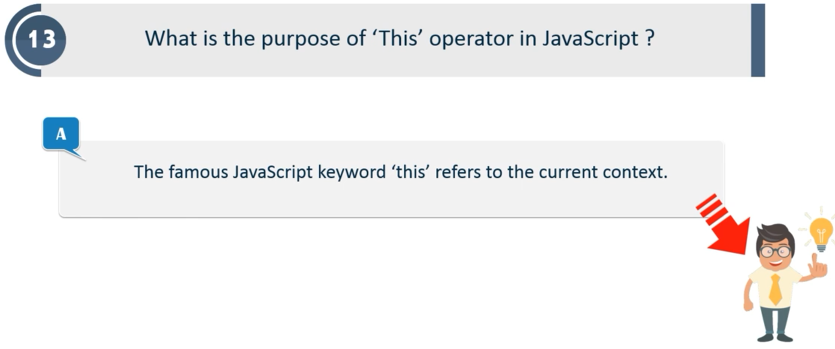 13
What is the purpose of ‘This’ operator in JavaScript ?
A
The famous JavaScript keyword ‘this’ refers to the current context.